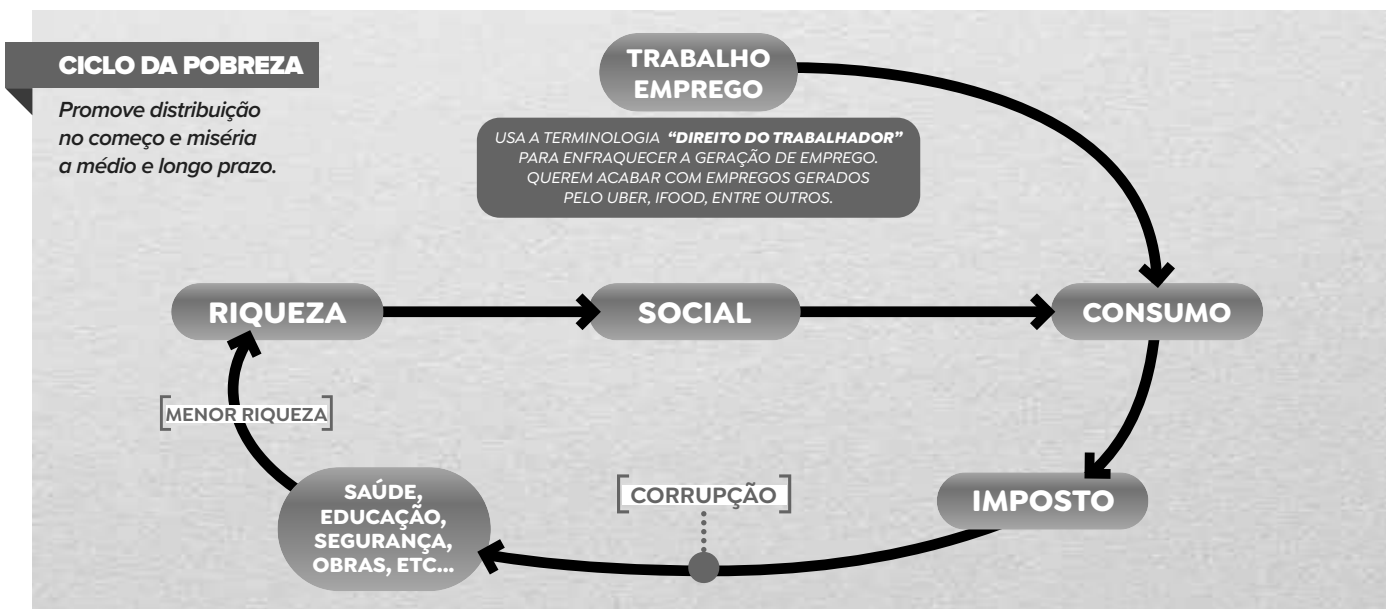 CICLO DA POBREZA
Promove distribuição
no começo e miséria
a médio e longo prazo.
TRABALHO
EMPREGO
USA A TERMINOLOGIA “DIREITO DO TRABALHADOR”
PARA ENFRAQUECER A GERAÇÃO DE EMPREGO.
QUEREM ACABAR COM EMPREGOS GERADOS
PELO UBER, IFOOD, ENTRE OUTROS.
RIQUEZA
SOCIAL
CONSUMO
[MENOR RIQUEZA]
SAÚDE,
EDUCAÇÃO,
SEGURANÇA,
OBRAS, ETC...
[CORRUPÇÃO]
IMPOSTO